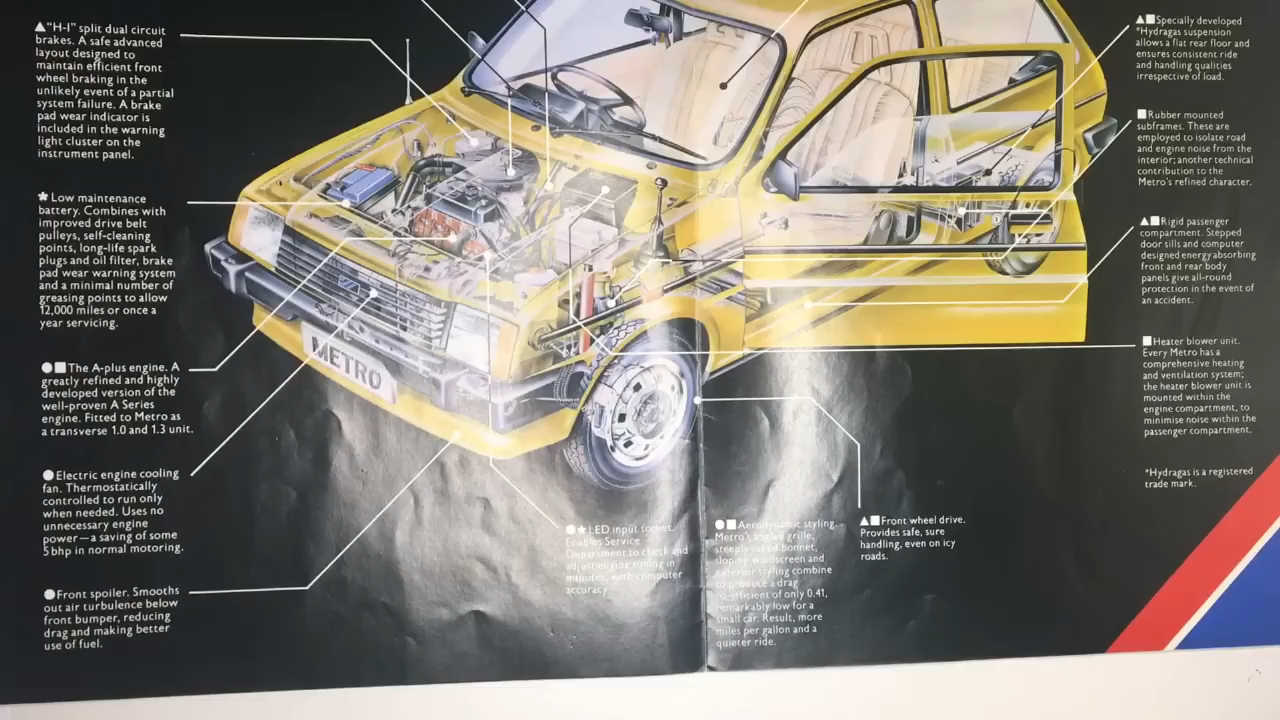 ▲"H-I" split dual circuit
brakes. A safe advanced
layout designed to
maintain efficient front
wheel braking in the
unlikely event of a partial
system failure. A brake
pad wear indicator is
included in the warning
light cluster on the
instrument panel.
★ Low maintenance
battery. Combines with
improved drive belt
pulleys, self-cleaning
points, long-life spark
plugs and oil filter, brake
pad wear warning system
and a minimal number of
greasing points to allow
12,000 miles or once a
year servicing.
●■The A-plus engine. A
greatly refined and highly
developed version of the
well-proven A Series
engine. Fitted to Metro as
a transverse 1.0 and 1.3 unit.
●Electric engine cooling
fan. Thermostatically
controlled to run only
when needed. Uses no
unnecessary engine
power—a saving of some
5bhp in normal motoring.
●Front spoiler. Smooths
out air turbulence below
front bumper, reducing
drag and making better
use of fuel.
METRO
●★LED input socket.
Enables Service
Department to check and
adjust engine timing in
minutes, with computer
accuracy.
●■Aerodynamic styling.
Metro's angled grille,
steeply raked bonnet,
sloping windscreen and
exterior styling combine
to produce a drag
coefficient of only 0.41,
remarkably low for a
small car. Result, more
miles per gallon and a
quieter ride.
▲■Front wheel drive.
Provides safe, sure
handling, even on icy
roads.
▲■Specially developed
*Hydragas suspension
allows a flat rear floor and
ensures consistent ride
and handling qualities
irrespective of load.
■Rubber mounted
subframes. These are
employed to isolate road
and engine noise from the
interior; another technical
contribution to the
Metro's refined character.
▲■Rigid passenger
compartment. Stepped
door sills and computer
designed energy absorbing
front and rear body
panels give all-round
protection in the event of
an accident.
■Heater blower unit.
Every Metro has a
comprehensive heating
and ventilation system;
the heater blower unit is
mounted within the
engine compartment, to
minimise noise within the
passenger compartment.
*Hydragas is a registered
trade mark.